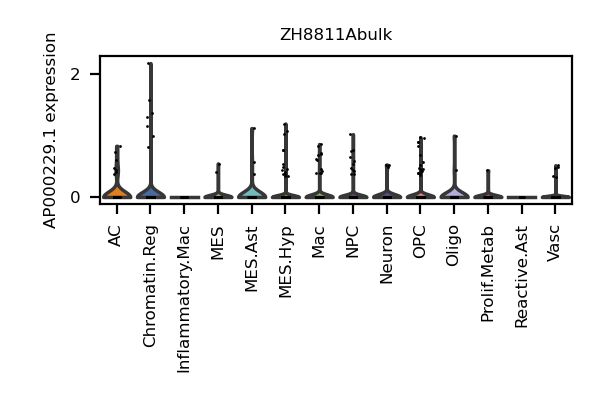 ZH8811Abulk
AP000229.1 expression
2
0
AC
Chromatin.Reg
Inflammatory.Mac
MES
MES.Ast
MES.Hyp
Mac
NPC
Neuron
OPC
Oligo
Prolif.Metab
Reactive.Ast
Vasc